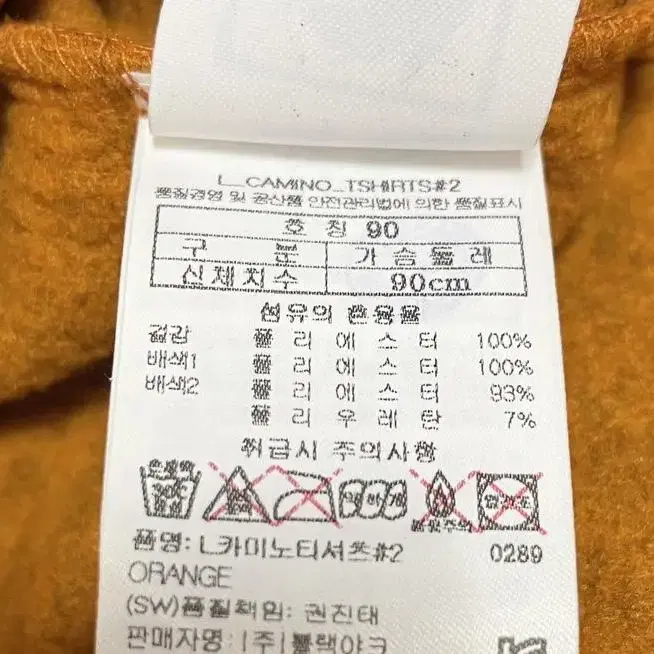 L_CAMINO_TSHIRTS#2
품질경영 및 공산품 안전관리법에 의한 품질표시
호 칭 90
구 분 가 슴 둘 레
신체치수 90cm
섬유의 혼용률
겉감 폴 리 에 스 터 100%
배색1 폴 리 에 스 터 100%
배색2 폴 리 에 스 터 93%
폴 리 우 레 탄 7%
취급시 주의사항
품명: L카미노티셔츠#2 0289
ORANGE
(SW)품질책임: 권진태
판매자명: (주)블랙야크